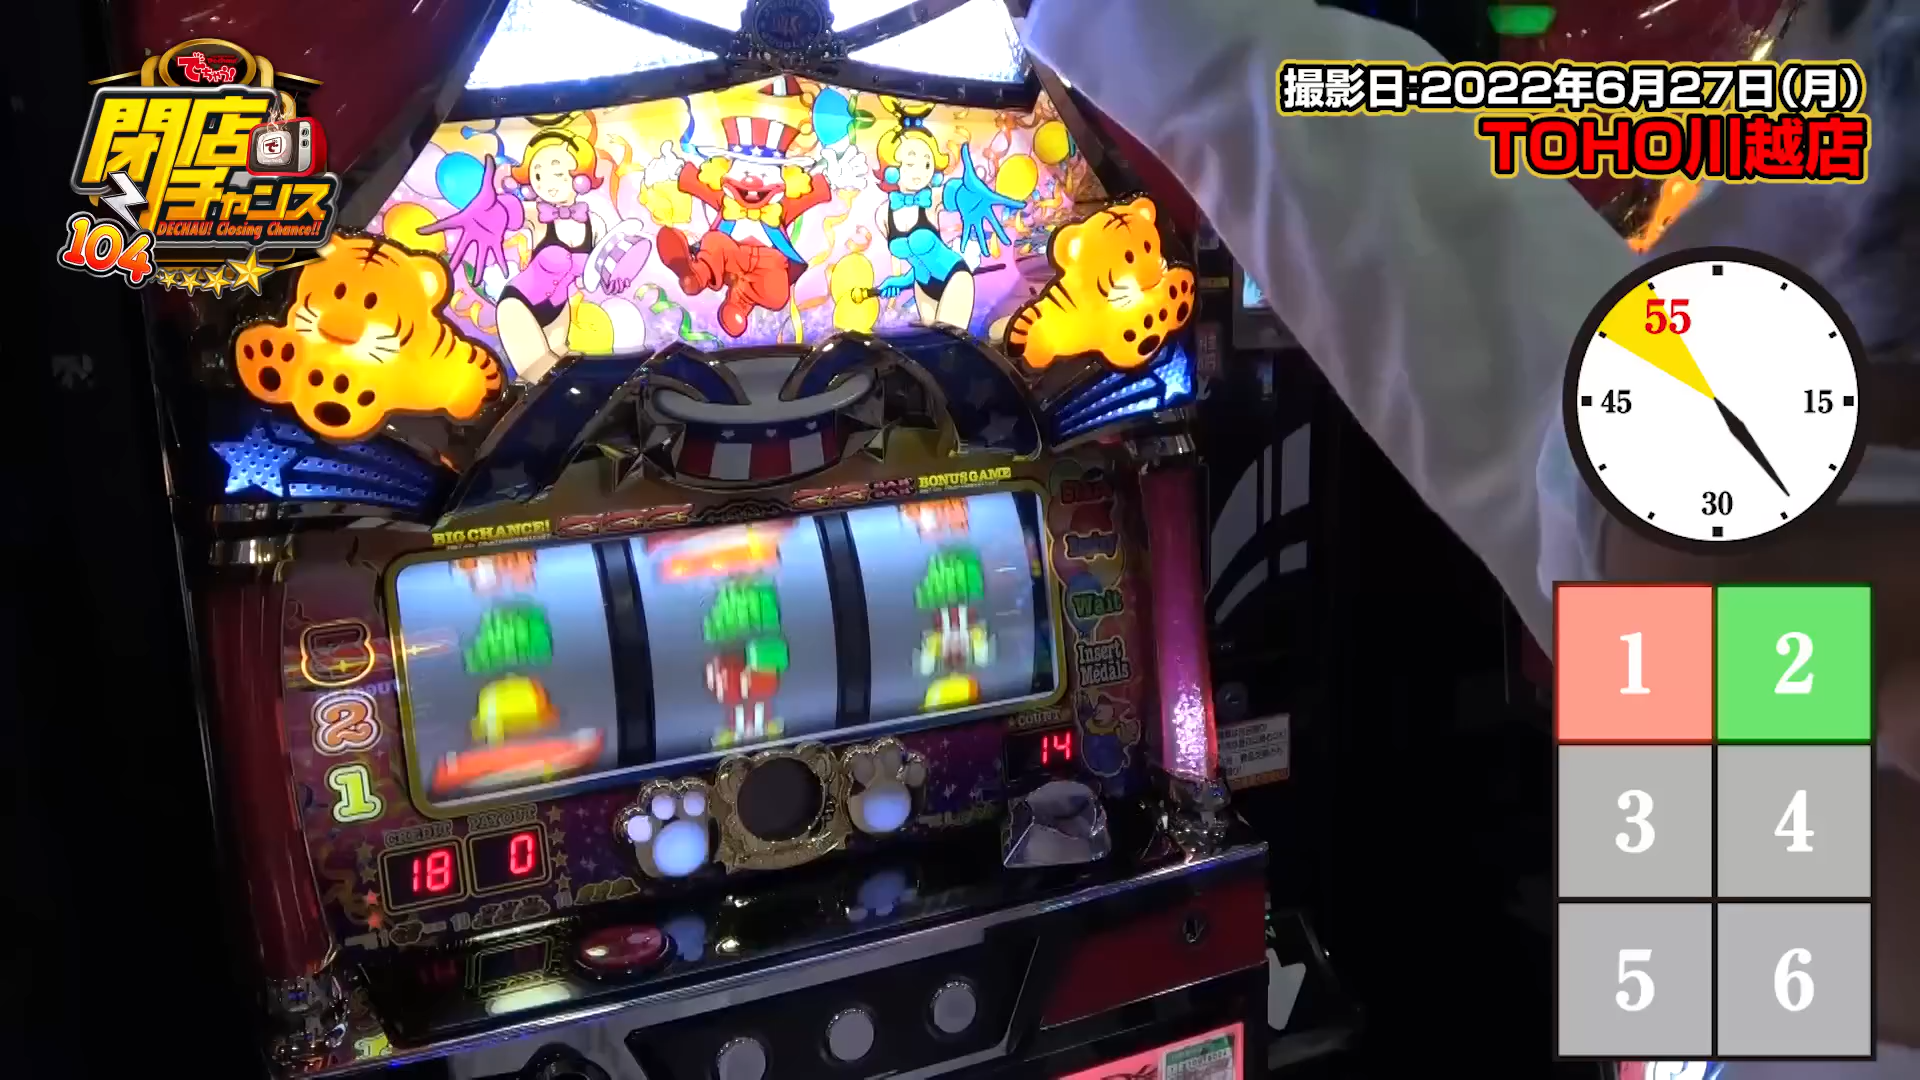 でちゃう!
閉店
チャンス
DECHAU! Closing Chance!!
104
撮影日:2022年6月27日(月)
TOHO川越店
55
45
15
30
1
2
3
4
5
6
BIG CHANCE!
BONUS GAME
Start
Replay
Wait
Insert
Medals
2
1
COUNT
14
CREDIT
PAYOUT
18
0